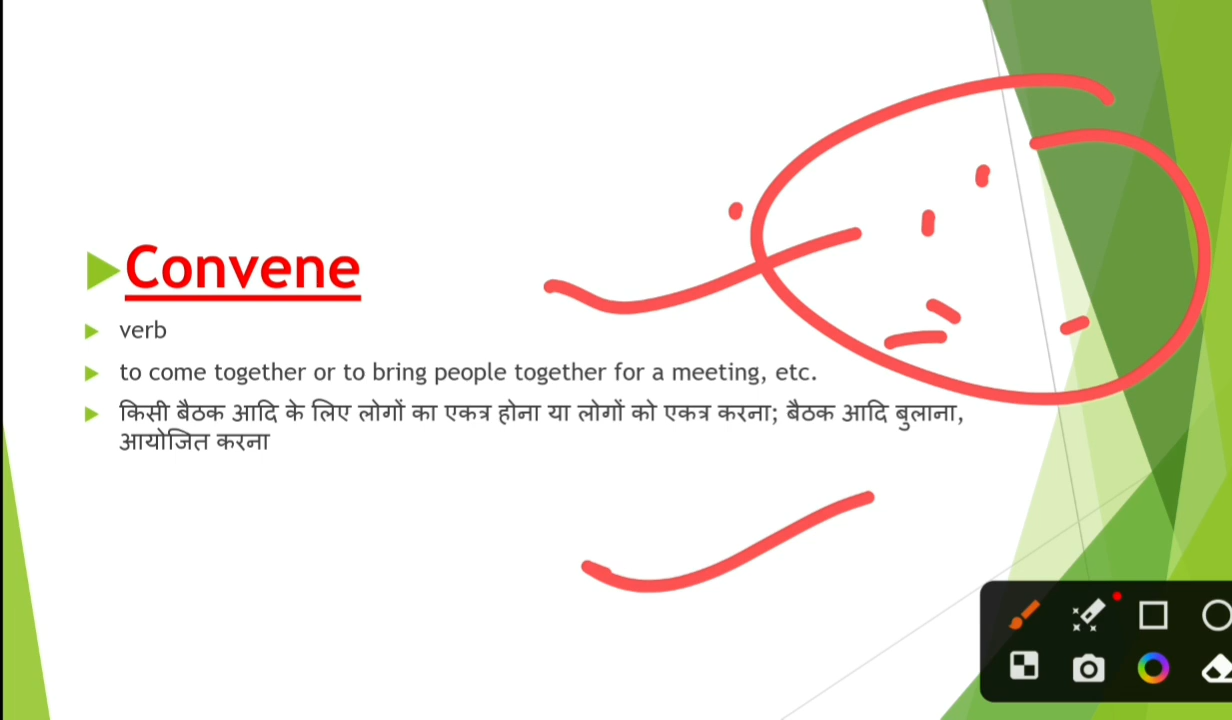 Convene
verb
to come together or to bring people together for a meeting, etc.
किसी बैठक आदि के लिए लोगों का एकत्र होना या लोगों को एकत्र करना; बैठक आदि बुलाना,
आयोजित करना